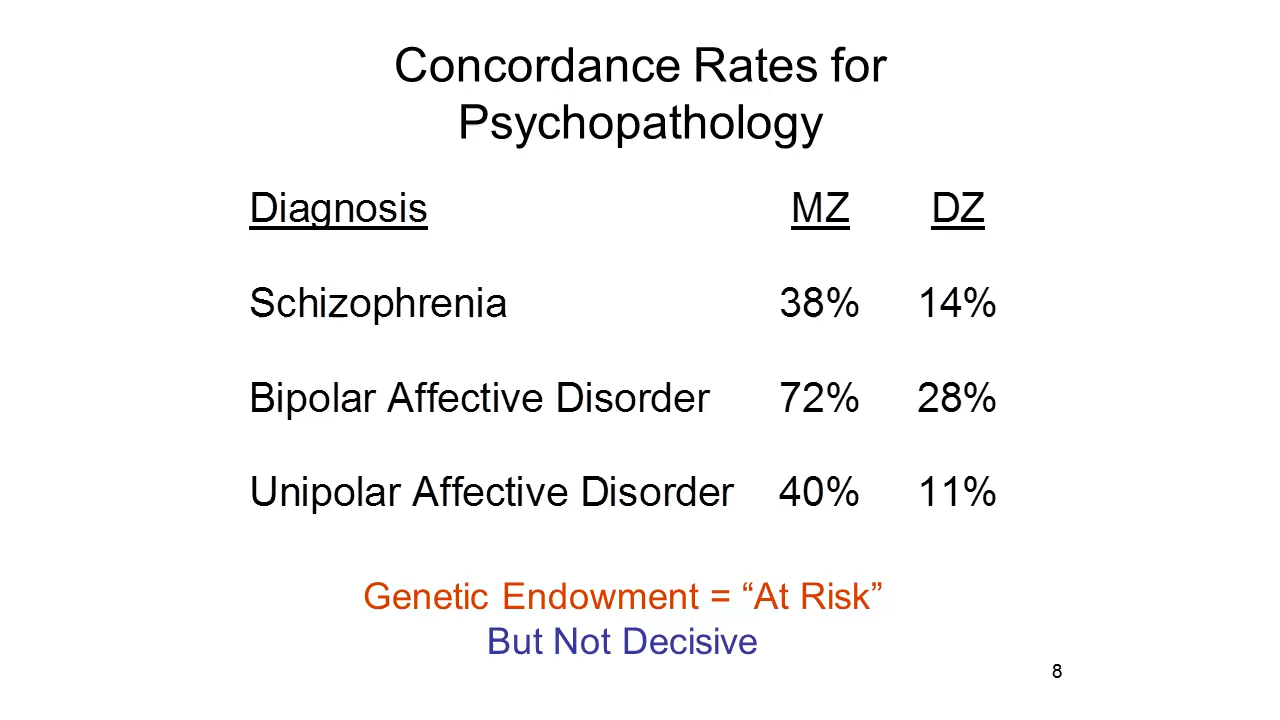 Concordance Rates for
Psychopathology
Diagnosis MZ DZ
Schizophrenia 38% 14%
Bipolar Affective Disorder 72% 28%
Unipolar Affective Disorder 40% 11%
Genetic Endowment = “At Risk”
But Not Decisive
8